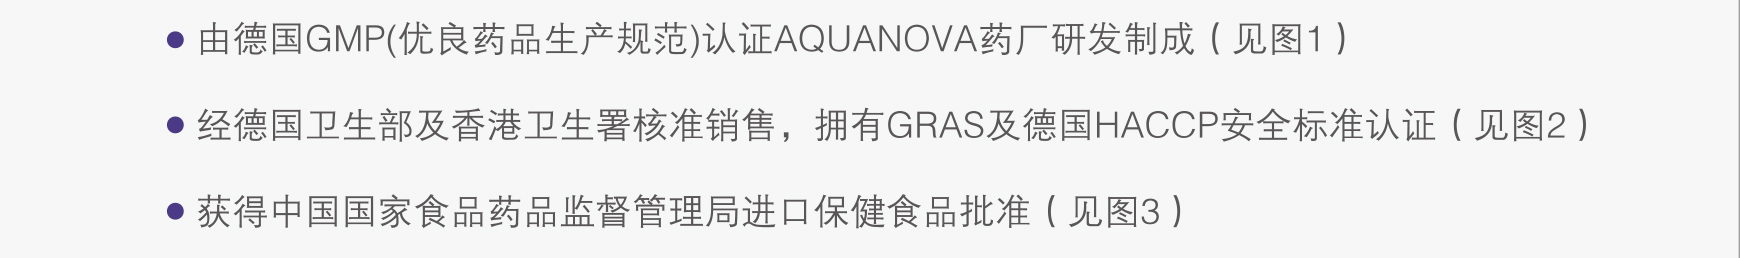 ● 由德国GMP(优良药品生产规范)认证AQUANOVA药厂研发制成（见图1）
● 经德国卫生部及香港卫生署核准销售，拥有GRAS及德国HACCP安全标准认证（见图2）
● 获得中国国家食品药品监督管理局进口保健食品批准（见图3）